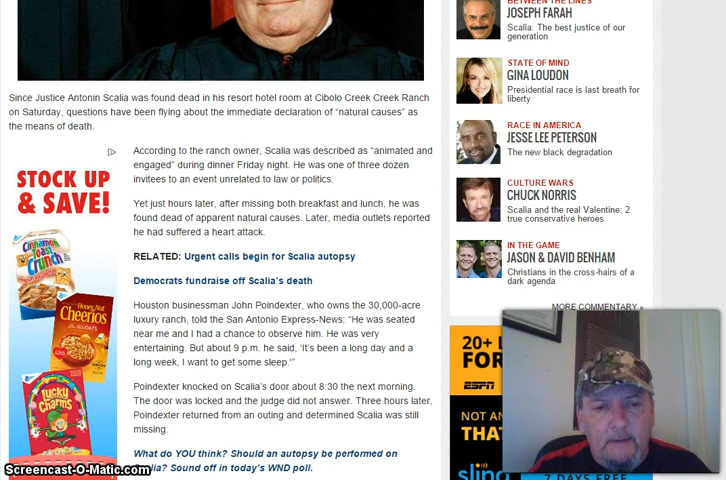 Since Justice Antonin Scalia was found dead in his resort hotel room at Cibolo Creek Creek Ranch
on Saturday, questions have been flying about the immediate declaration of “natural causes” as
the means of death.
According to the ranch owner, Scalia was described as “animated and
engaged” during dinner Friday night. He was one of three dozen
invitees to an event unrelated to law or politics.
Yet just hours later, after missing both breakfast and lunch, he was
found dead of apparent natural causes. Later, media outlets reported
he had suffered a heart attack.
RELATED: Urgent calls begin for Scalia autopsy
Democrats fundraise off Scalia’s death
Houston businessman John Poindexter, who owns the 30,000-acre
luxury ranch, told the San Antonio Express-News: “He was seated
near me and I had a chance to observe him. He was very
entertaining. But about 9 p.m. he said, ‘It’s been a long day and a
long week, I want to get some sleep.’”
Poindexter knocked on Scalia’s door about 8:30 the next morning.
The door was locked and the judge did not answer. Three hours later,
Poindexter returned from an outing and determined Scalia was still
missing.
What do YOU think? Should an autopsy be performed on
Scalia? Sound off in today’s WND poll.
STOCK UP
& SAVE!
Cinnamon
Toast
Crunch
Honey Nut
Cheerios
Lucky
Charms
BETWEEN THE LINES
JOSEPH FARAH
Scalia: The best justice of our
generation
STATE OF MIND
GINA LOUDON
Presidential race is last breath for
liberty
RACE IN AMERICA
JESSE LEE PETERSON
The new black degradation
CULTURE WARS
CHUCK NORRIS
Scalia and the real Valentine: 2
true conservative heroes
IN THE GAME
JASON & DAVID BENHAM
Christians in the cross-hairs of a
dark agenda
MORE COMMENTARY »
20+
FOR
ESPN
NOT AN
THAT
sling
7 DAYS FREE
Screencast-O-Matic.com